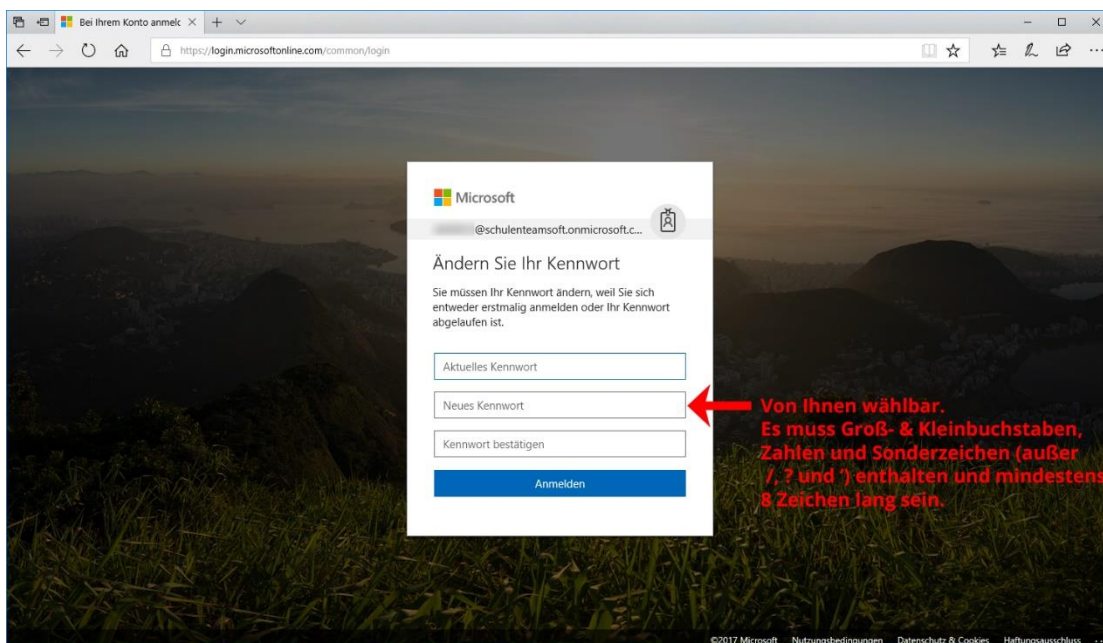 Bei Ihrem Konto anmelc
https://login.microsoftonline.com/common/login
Microsoft
@schulenteamsoft.onmicrosoft.c...
Ändern Sie Ihr Kennwort
Sie müssen Ihr Kennwort ändern, weil Sie sich
entweder erstmalig anmelden oder Ihr Kennwort
abgelaufen ist.
Aktuelles Kennwort
Neues Kennwort
Kennwort bestätigen
Anmelden
Von Ihnen wählbar.
Es muss Groß- & Kleinbuchstaben,
Zahlen und Sonderzeichen (außer
/, ? und ’) enthalten und mindestens
8 Zeichen lang sein.
©2017 Microsoft Nutzungsbedingungen Datenschutz & Cookies Haftungsausschluss ...